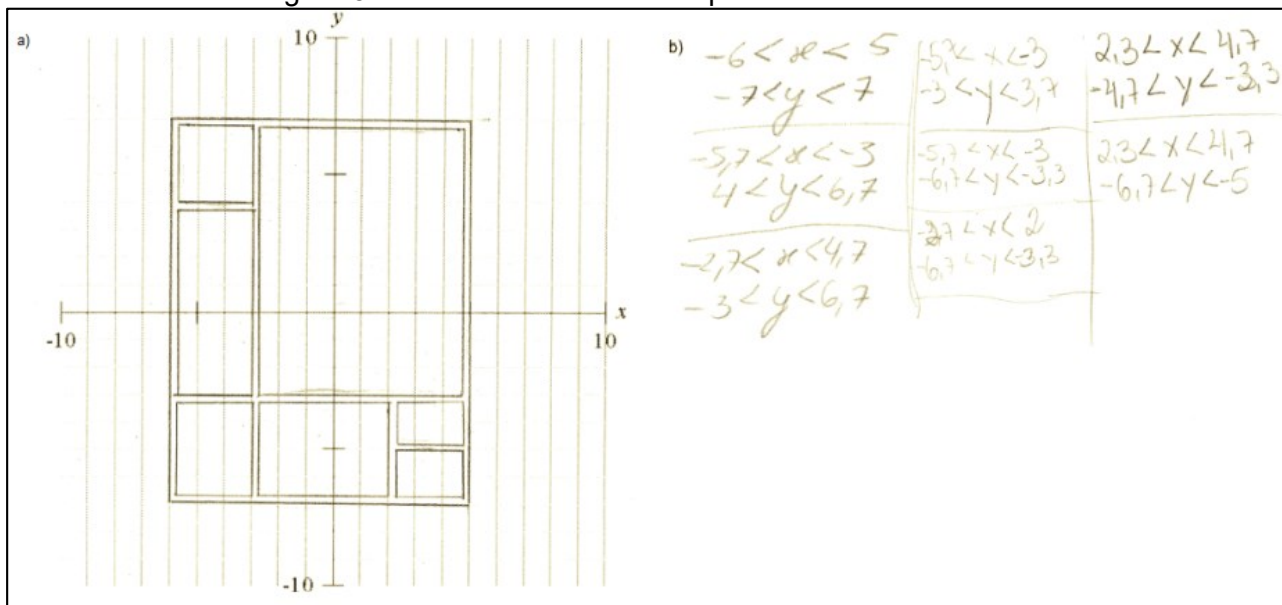 a)
y
10
-10
x
10
-10
b)
-6 < x < 5
-7 < y < 7
-5,7 < x < -3
4 < y < 6,7
-2,7 < x < 4,7
-3 < y < 6,7
-5,7 < x < -3
-3 < y < 3,7
-5,7 < x < -3
-6,7 < y < -3,3
-2,7 < x < 2
-6,7 < y < -3,3
2,3 < x < 4,7
-4,7 < y < -3,3
2,3 < x < 4,7
-6,7 < y < -5